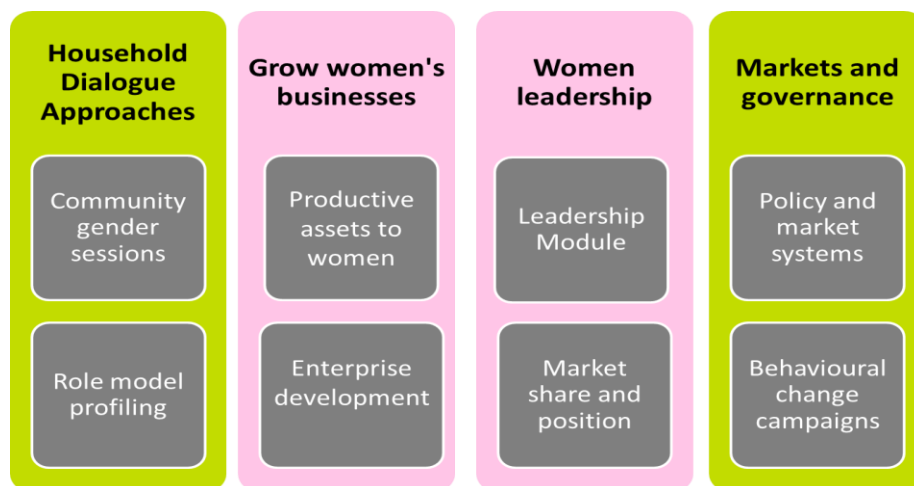 Household
Dialogue
Approaches
Community
gender
sessions
Role model
profiling
Grow women's
businesses
Productive
assets to
women
Enterprise
development
Women
leadership
Leadership
Module
Market
share and
position
Markets and
governance
Policy and
market
systems
Behavioural
change
campaigns